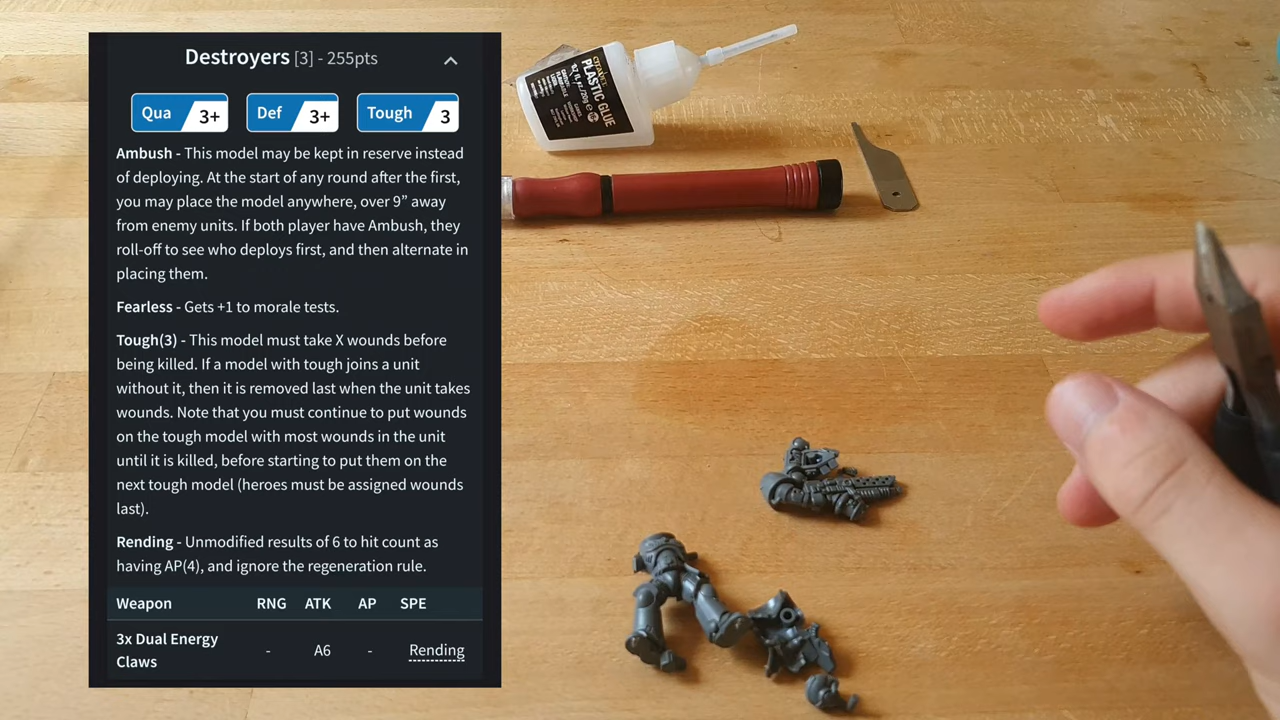 Destroyers [3] - 255pts
Qua 3+ Def 3+ Tough 3
Ambush - This model may be kept in reserve instead
of deploying. At the start of any round after the first,
you may place the model anywhere, over 9” away
from enemy units. If both player have Ambush, they
roll-off to see who deploys first, and then alternate in
placing them.
Fearless - Gets +1 to morale tests.
Tough(3) - This model must take X wounds before
being killed. If a model with tough joins a unit
without it, then it is removed last when the unit takes
wounds. Note that you must continue to put wounds
on the tough model with most wounds in the unit
until it is killed, before starting to put them on the
next tough model (heroes must be assigned wounds
last).
Rending - Unmodified results of 6 to hit count as
having AP(4), and ignore the regeneration rule.
Weapon RNG ATK AP SPE
3x Dual Energy
Claws - A6 - Rending
CITADEL
PLASTIC GLUE